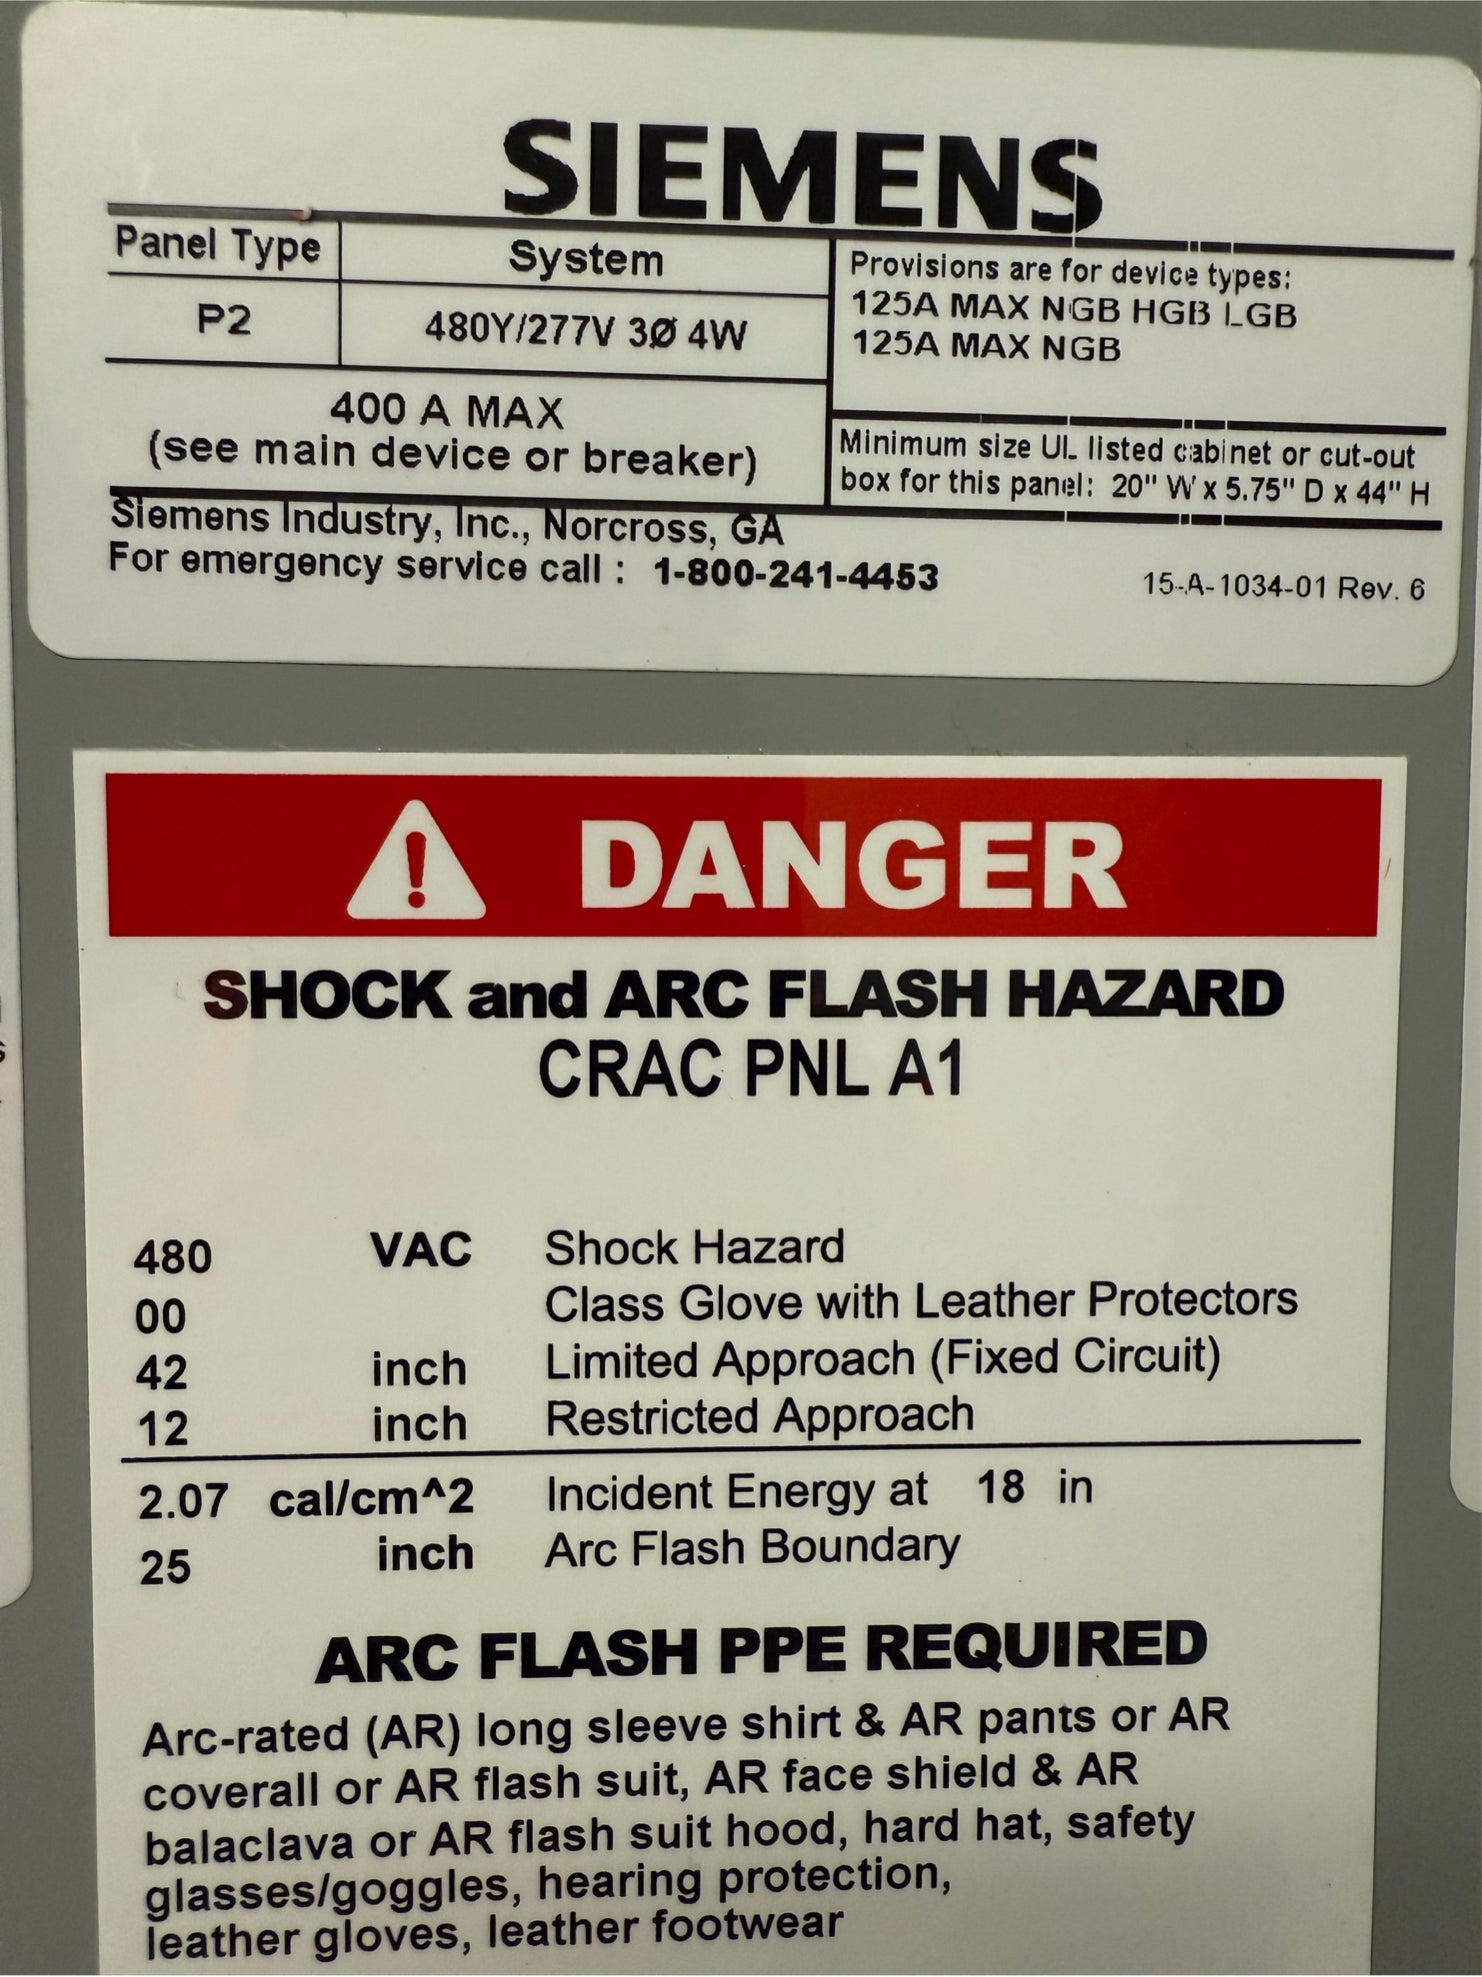 SIEMENS
Panel Type
System
P2
480Y/277V 3Ø 4W
400 A MAX
(see main device or breaker)
Provisions are for device types:
125A MAX NGB HGB LGB
125A MAX NGB
Minimum size UL listed cabinet or cut-out
box for this panel: 20" W x 5.75" D x 44" H
Siemens Industry, Inc., Norcross, GA
For emergency service call : 1-800-241-4453
15-A-1034-01 Rev. 6
DANGER
SHOCK and ARC FLASH HAZARD
CRAC PNL A1
480 VAC Shock Hazard
00 Class Glove with Leather Protectors
42 inch Limited Approach (Fixed Circuit)
12 inch Restricted Approach
2.07 cal/cm^2 Incident Energy at 18 in
25 inch Arc Flash Boundary
ARC FLASH PPE REQUIRED
Arc-rated (AR) long sleeve shirt & AR pants or AR
coverall or AR flash suit, AR face shield & AR
balaclava or AR flash suit hood, hard hat, safety
glasses/goggles, hearing protection,
leather gloves, leather footwear